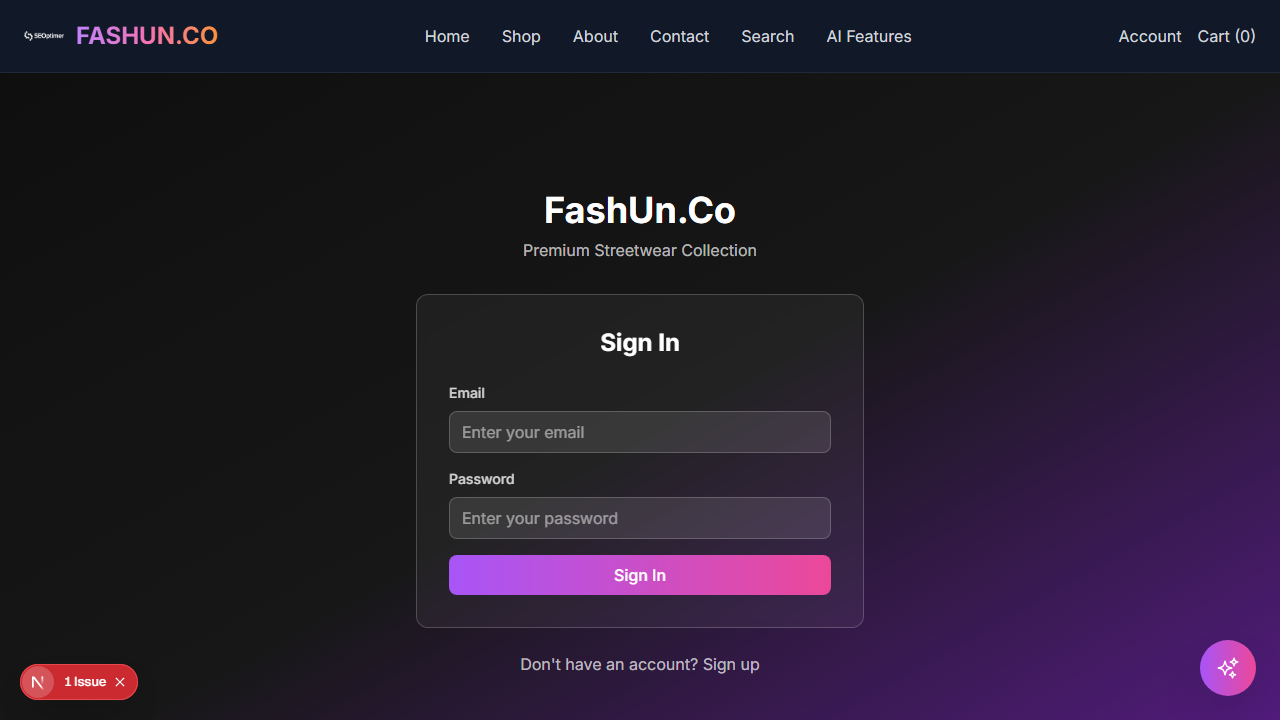 SEOptimer FASHUN.CO Home Shop About Contact Search AI Features Account Cart (0)
FashUn.Co
Premium Streetwear Collection
Sign In
Email
Enter your email
Password
Enter your password
Sign In
Don't have an account? Sign up
N 1 Issue